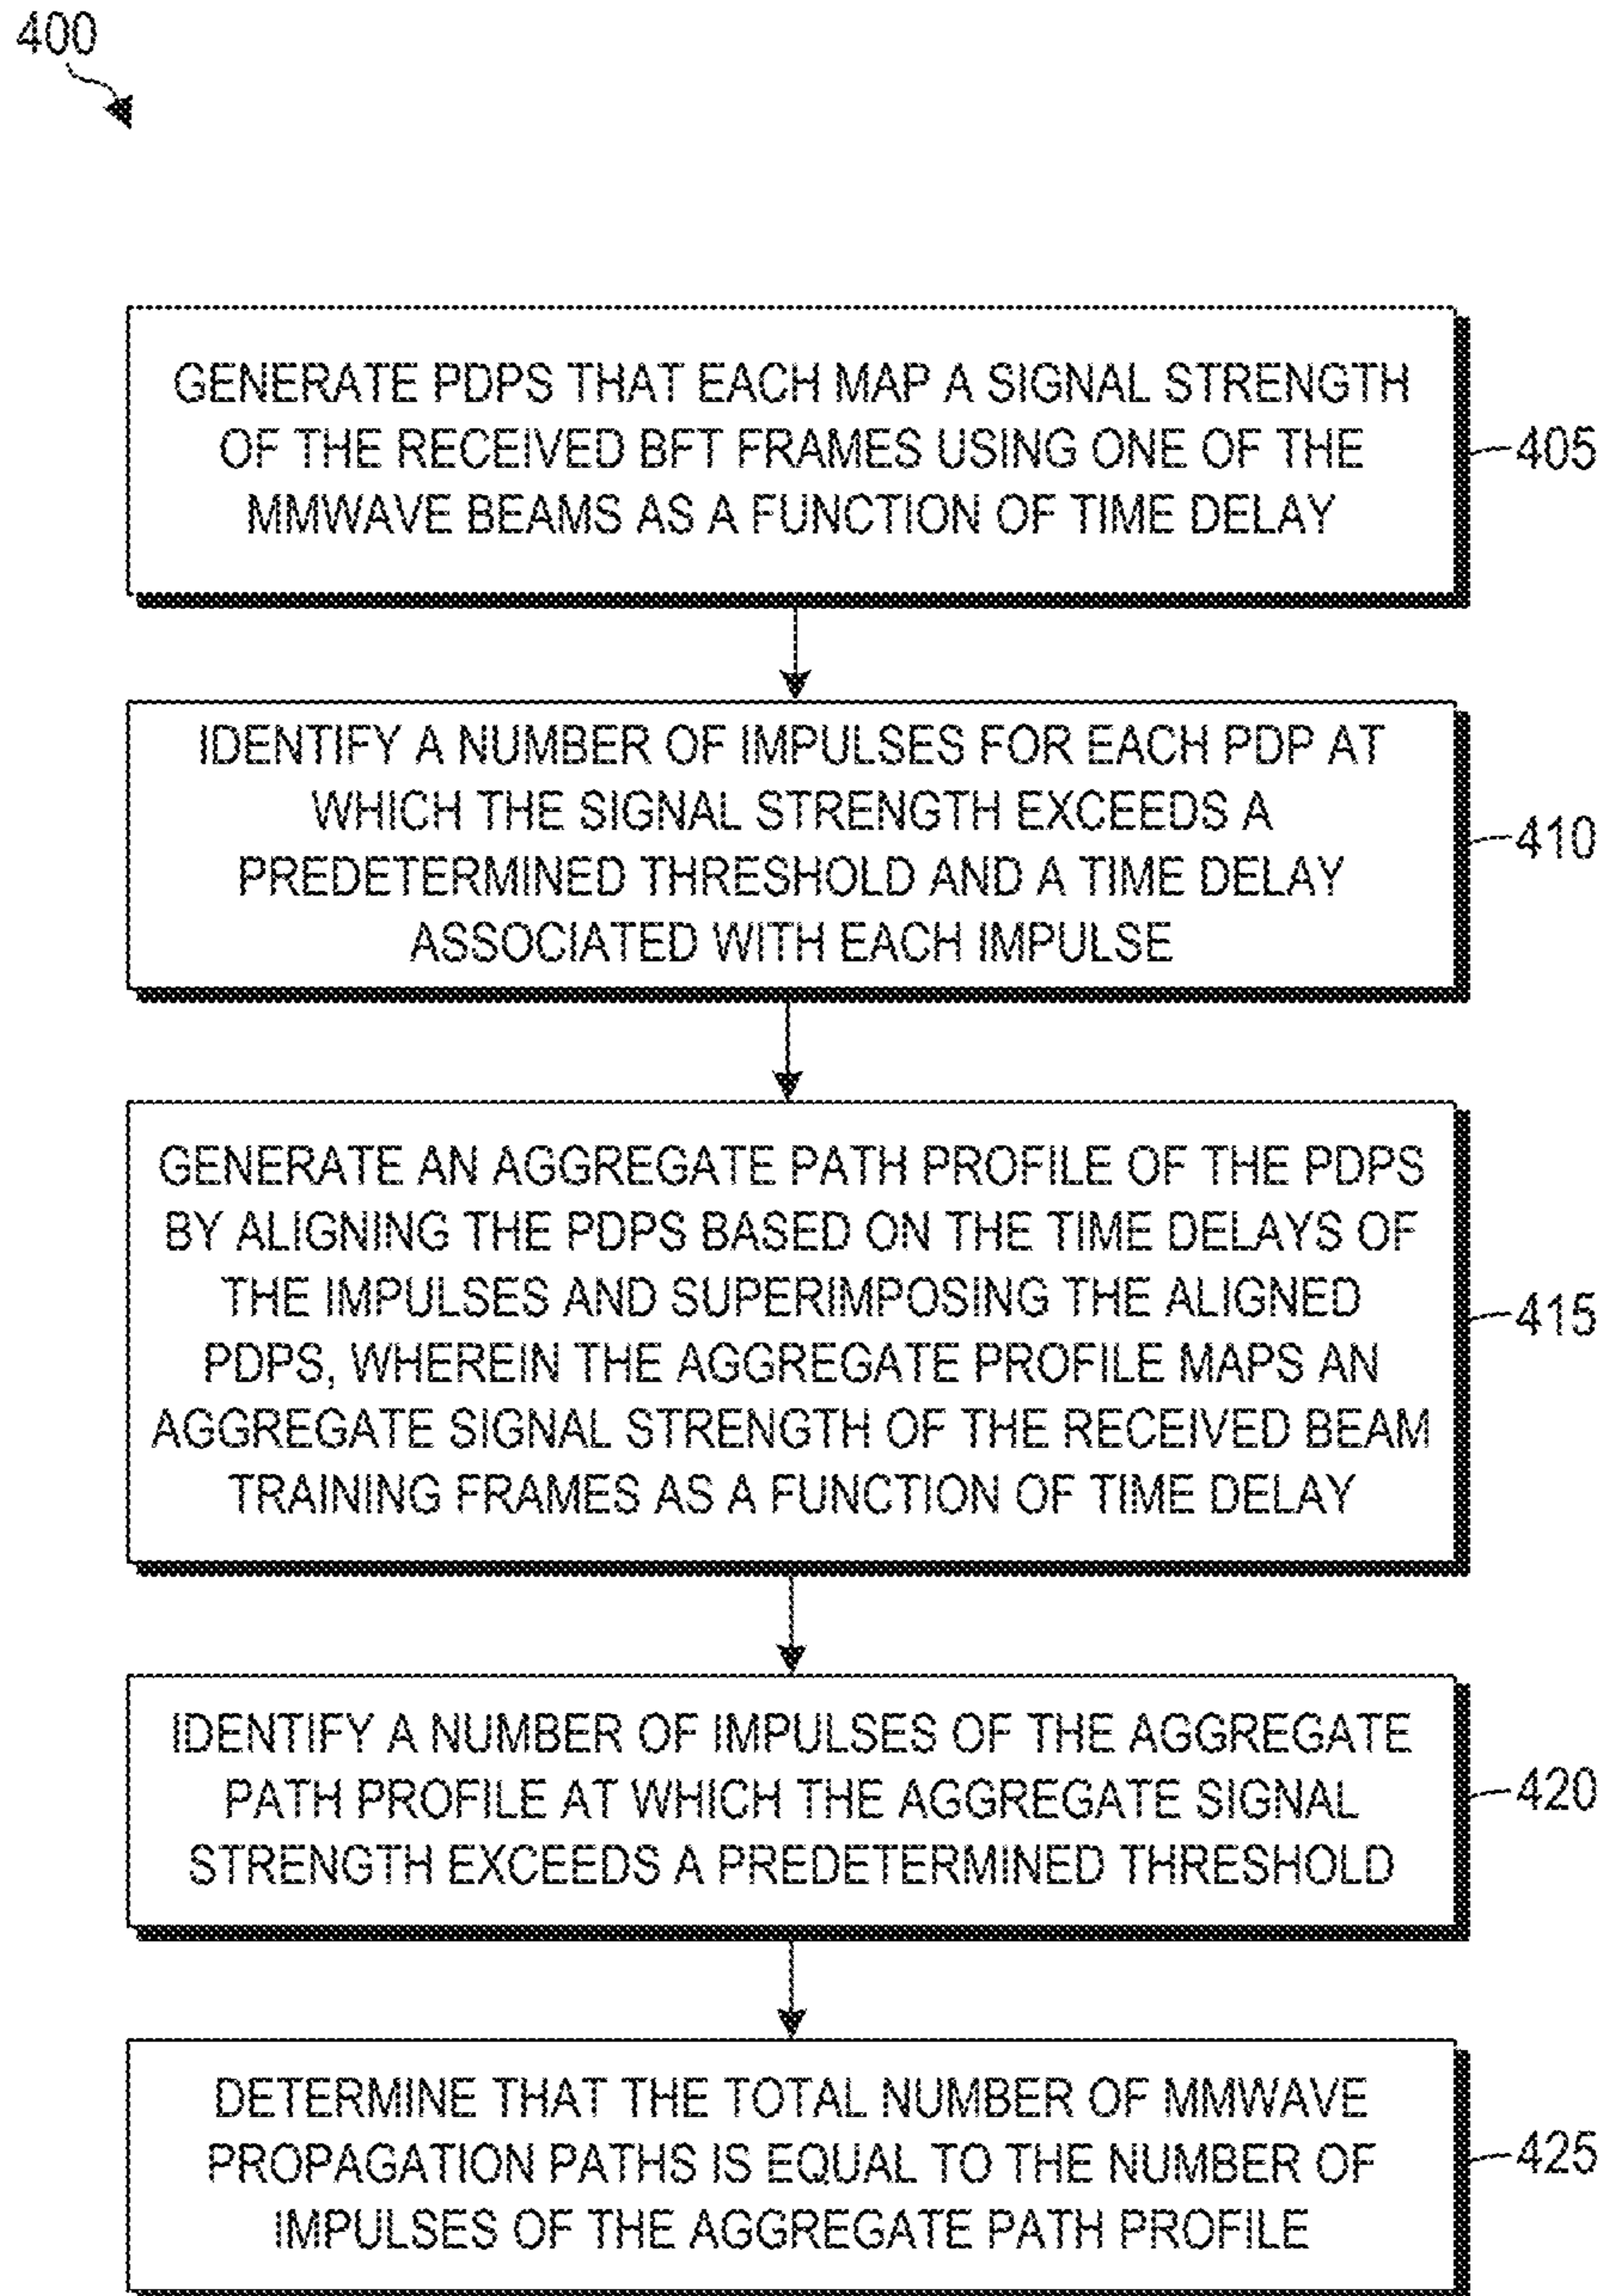 400
GENERATE PDPS THAT EACH MAP A SIGNAL STRENGTH
OF THE RECEIVED BFT FRAMES USING ONE OF THE
MMWAVE BEAMS AS A FUNCTION OF TIME DELAY
405
IDENTIFY A NUMBER OF IMPULSES FOR EACH PDP AT
WHICH THE SIGNAL STRENGTH EXCEEDS A
PREDETERMINED THRESHOLD AND A TIME DELAY
ASSOCIATED WITH EACH IMPULSE
410
GENERATE AN AGGREGATE PATH PROFILE OF THE PDPS
BY ALIGNING THE PDPS BASED ON THE TIME DELAYS OF
THE IMPULSES AND SUPERIMPOSING THE ALIGNED
PDPS, WHEREIN THE AGGREGATE PROFILE MAPS AN
AGGREGATE SIGNAL STRENGTH OF THE RECEIVED BEAM
TRAINING FRAMES AS A FUNCTION OF TIME DELAY
415
IDENTIFY A NUMBER OF IMPULSES OF THE AGGREGATE
PATH PROFILE AT WHICH THE AGGREGATE SIGNAL
STRENGTH EXCEEDS A PREDETERMINED THRESHOLD
420
DETERMINE THAT THE TOTAL NUMBER OF MMWAVE
PROPAGATION PATHS IS EQUAL TO THE NUMBER OF
IMPULSES OF THE AGGREGATE PATH PROFILE
425